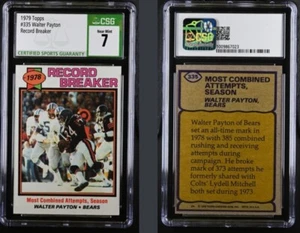 1979 Topps
#335 Walter Payton
Record Breaker
CSG
Near Mint
7
CERTIFIED SPORTS GUARANTY
1978
RECORD
BREAKER
Most Combined Attempts, Season
WALTER PAYTON • BEARS
CSG
335
MOST COMBINED
ATTEMPTS, SEASON
WALTER PAYTON,
BEARS
Walter Payton of Bears
set an all-time mark in
1978 with 385 combined
rushing and receiving
attempts during
campaign. He broke
mark of 373 attempts he
formerly shared with
Colts' Lydell Mitchell
both set during 1973.